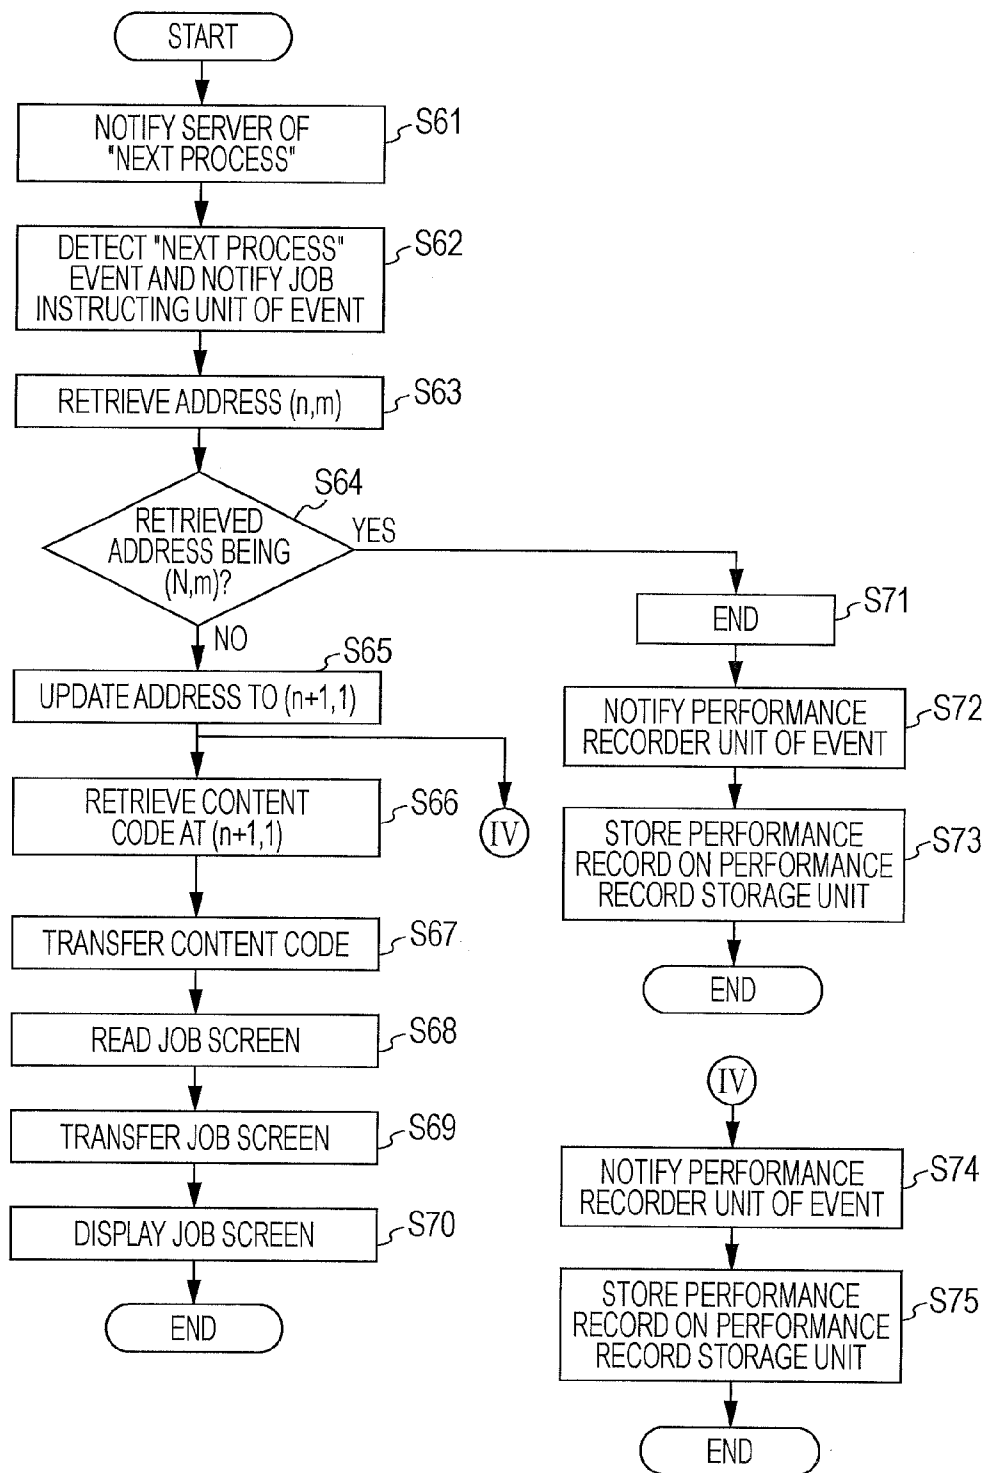 START
NOTIFY SERVER OF
"NEXT PROCESS"
S61
DETECT "NEXT PROCESS"
EVENT AND NOTIFY JOB
INSTRUCTING UNIT OF EVENT
S62
RETRIEVE ADDRESS (n,m)
S63
RETRIEVED
ADDRESS BEING
(N,m)?
S64
YES
NO
UPDATE ADDRESS TO (n+1,1)
S65
RETRIEVE CONTENT
CODE AT (n+1,1)
S66
IV
TRANSFER CONTENT CODE
S67
READ JOB SCREEN
S68
TRANSFER JOB SCREEN
S69
DISPLAY JOB SCREEN
S70
END
END
S71
NOTIFY PERFORMANCE
RECORDER UNIT OF EVENT
S72
STORE PERFORMANCE
RECORD ON PERFORMANCE
RECORD STORAGE UNIT
S73
END
IV
NOTIFY PERFORMANCE
RECORDER UNIT OF EVENT
S74
STORE PERFORMANCE
RECORD ON PERFORMANCE
RECORD STORAGE UNIT
S75
END